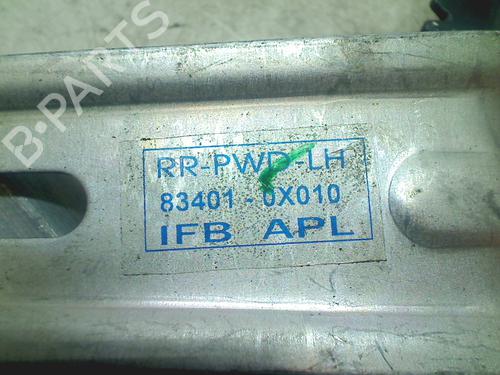 B-PARTS
RR-PWD-LH
83401-0X010
IFB APL